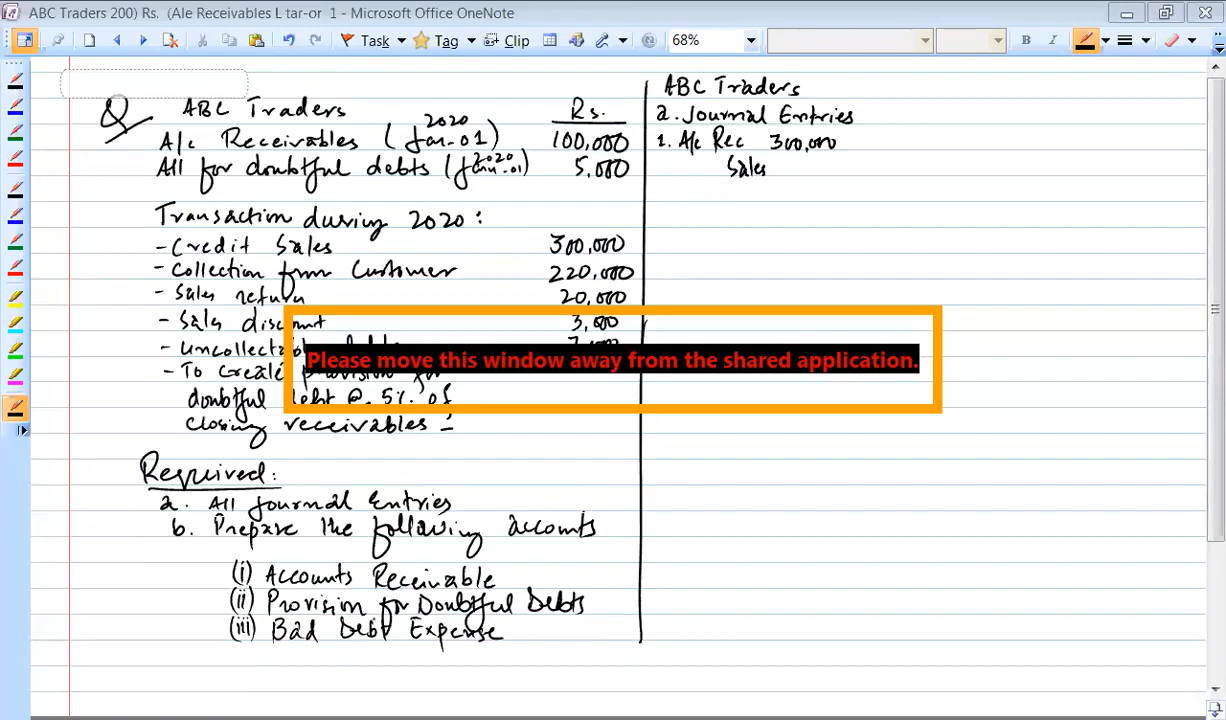 ABC Traders 200) Rs. (Ale Receivables L tar-or 1 - Microsoft Office OneNote
Task Tag Clip 68% B I
Q ABC Traders Rs.
A/c Receivables (Jan-01) 2020 100,000
All for doubtful debts (Jan-01) 2020 5,000
Transaction during 2020:
- Credit Sales 300,000
- Collection from Customer 220,000
- Sales return 20,000
- Sales discount 3,000
- Uncollectabl
Please move this window away from the shared application.
- To create provision for
doubtful debt @ 5% of
closing receivables
Required:
a. All Journal Entries
b. Prepare the following accounts
(i) Accounts Receivable
(ii) Provision for Doubtful Debts
(iii) Bad Debt Expense
ABC Traders
a. Journal Entries
1. A/c Rec 300,000
Sales